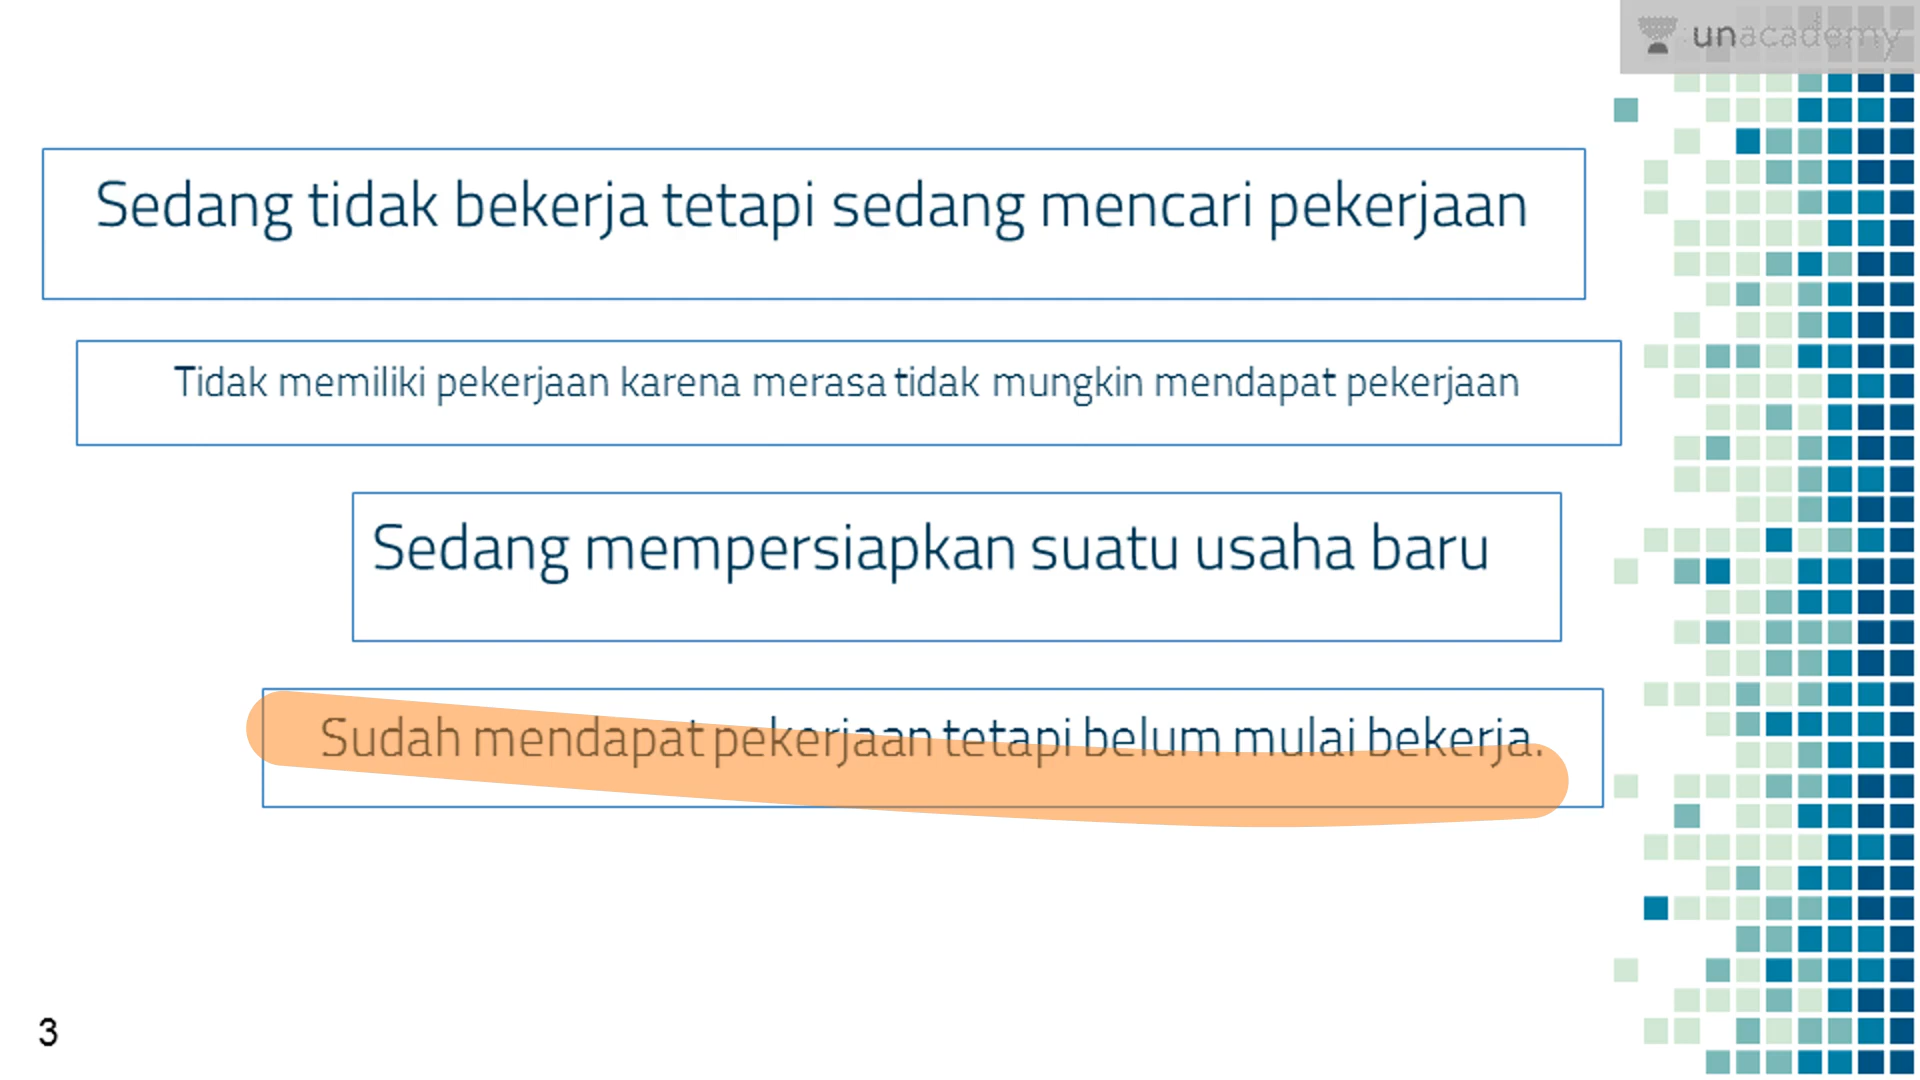 unacademy
Sedang tidak bekerja tetapi sedang mencari pekerjaan
Tidak memiliki pekerjaan karena merasa tidak mungkin mendapat pekerjaan
Sedang mempersiapkan suatu usaha baru
Sudah mendapat pekerjaan tetapi belum mulai bekerja.
3